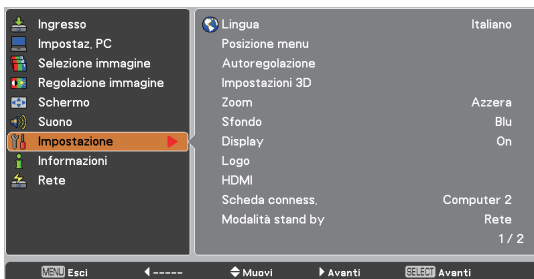 Ingresso
Impostaz. PC
Selezione immagine
Regolazione immagine
Schermo
Suono
Impostazione
Informazioni
Rete
Lingua Italiano
Posizione menu
Autoregolazione
Impostazioni 3D
Zoom Azzera
Sfondo Blu
Display On
Logo
HDMI
Scheda conness. Computer 2
Modalità stand by Rete
1 / 2
MENU Esci ----- Muovi Avanti SELECT Avanti